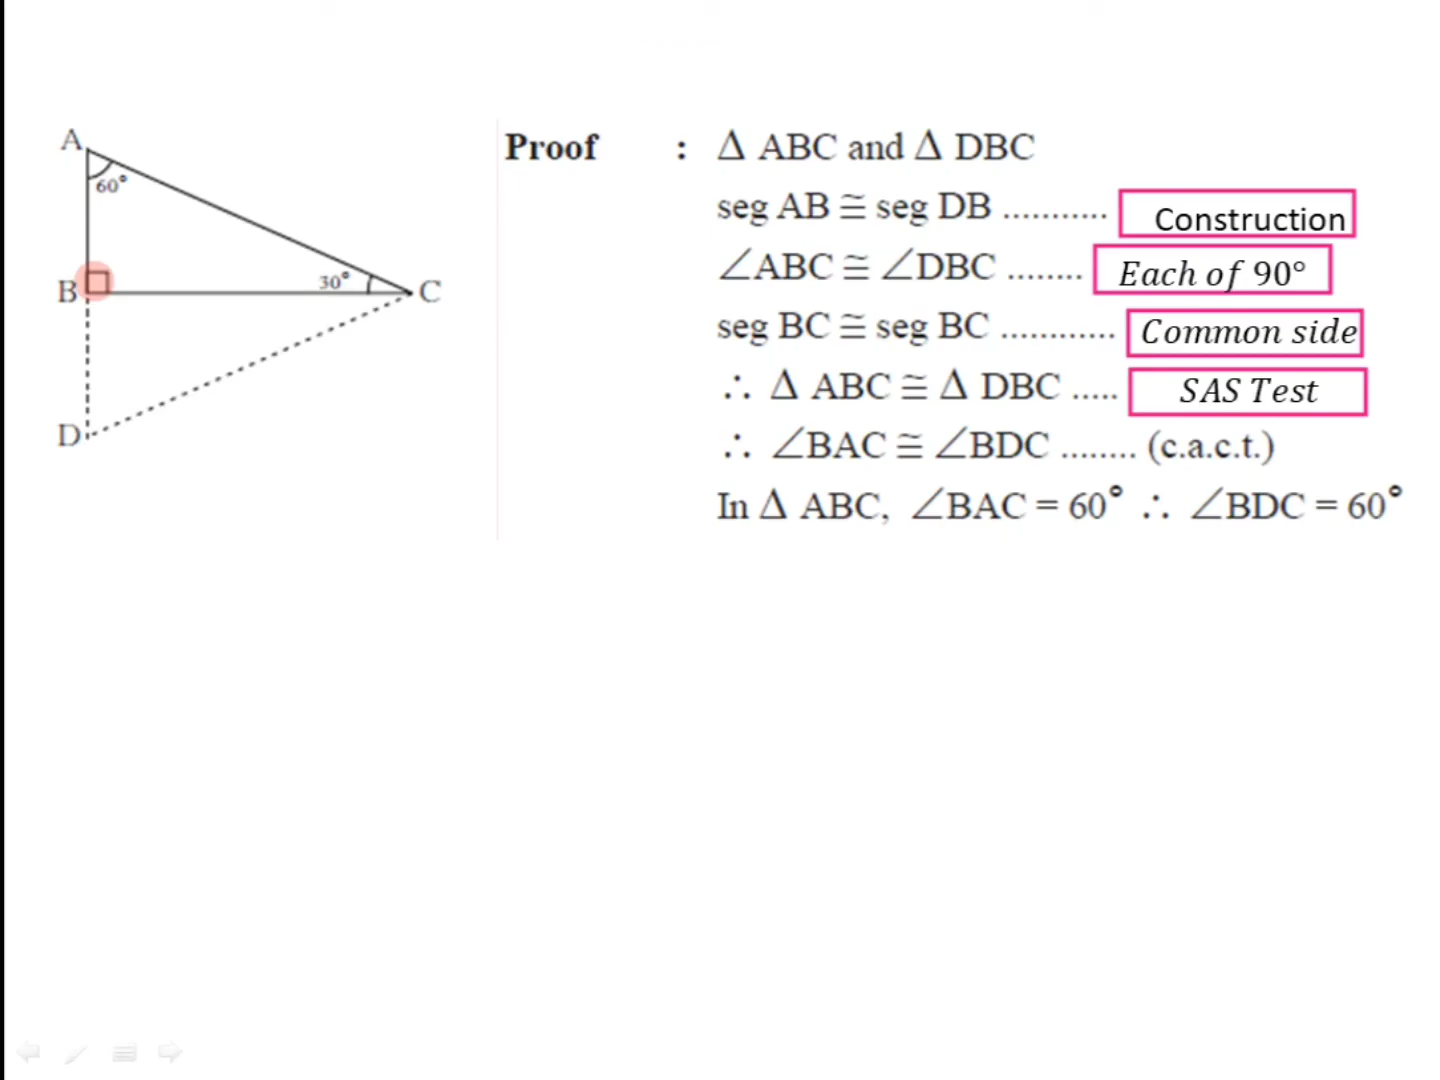 A
60°
B
30°
C
D
Proof : Δ ABC and Δ DBC
seg AB ≅ seg DB ........... Construction
∠ABC ≅ ∠DBC ........ Each of 90°
seg BC ≅ seg BC ............ Common side
∴ Δ ABC ≅ Δ DBC ..... SAS Test
∴ ∠BAC ≅ ∠BDC ........ (c.a.c.t.)
In Δ ABC, ∠BAC = 60° ∴ ∠BDC = 60°